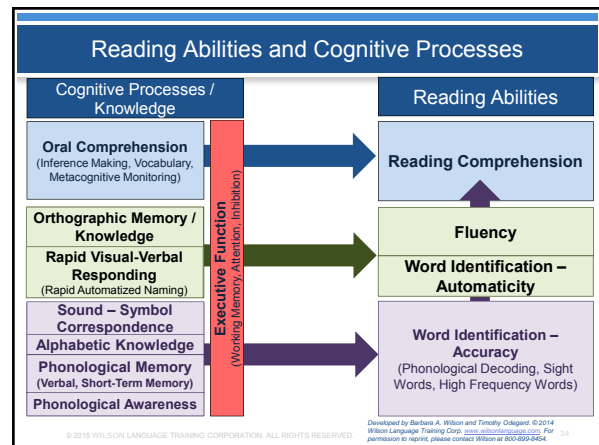 Reading Abilities and Cognitive Processes
Cognitive Processes /
Knowledge
Reading Abilities
Oral Comprehension
(Inference Making, Vocabulary,
Metacognitive Monitoring)
Orthographic Memory /
Knowledge
Rapid Visual-Verbal
Responding
(Rapid Automatized Naming)
Sound – Symbol
Correspondence
Alphabetic Knowledge
Phonological Memory
(Verbal, Short-Term Memory)
Phonological Awareness
Executive Function
(Working Memory, Attention, Inhibition)
Reading Comprehension
Fluency
Word Identification –
Automaticity
Word Identification –
Accuracy
(Phonological Decoding, Sight
Words, High Frequency Words)
© 2015 WILSON LANGUAGE TRAINING CORPORATION. ALL RIGHTS RESERVED.
Developed by Barbara A. Wilson and Timothy Odegard. © 2014
Wilson Language Training Corp. www.wilsonlanguage.com. For
permission to reprint, please contact Wilson at 800-899-8454.
34